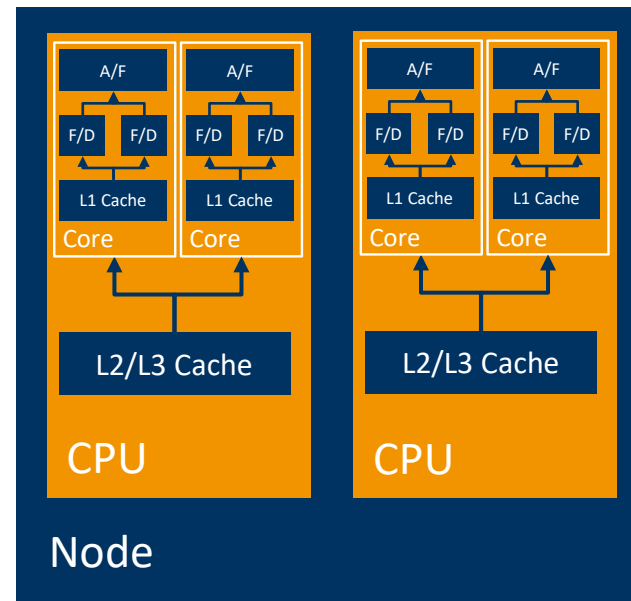 A/F
A/F
F/D
F/D
F/D
F/D
L1 Cache
L1 Cache
Core
Core
L2/L3 Cache
CPU
A/F
A/F
F/D
F/D
F/D
F/D
L1 Cache
L1 Cache
Core
Core
L2/L3 Cache
CPU
Node